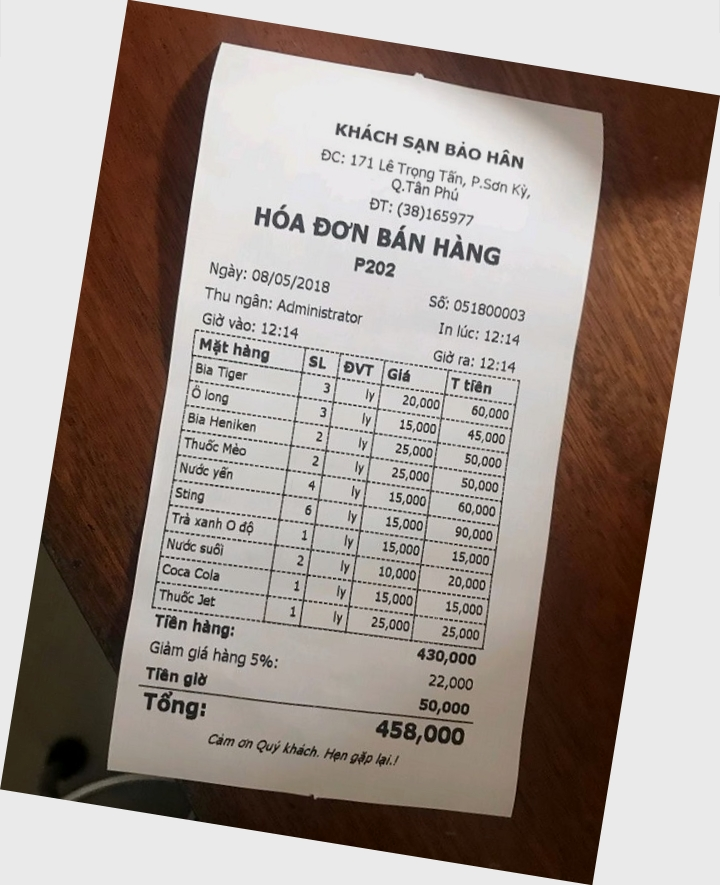 KHÁCH SẠN BẢO HÂN
ĐC: 171 Lê Trọng Tấn, P.Sơn Kỳ,
Q.Tân Phú
ĐT: (38)165977
HÓA ĐƠN BÁN HÀNG
P202
Ngày: 08/05/2018 Số: 051800003
Thu ngân: Administrator In lúc: 12:14
Giờ vào: 12:14 Giờ ra: 12:14
Mặt hàng SL ĐVT Giá T tiền
Bia Tiger 3 ly 20,000 60,000
Ô long 3 ly 15,000 45,000
Bia Heniken 2 ly 25,000 50,000
Thuốc Mèo 2 ly 25,000 50,000
Nước yến 4 ly 15,000 60,000
Sting 6 ly 15,000 90,000
Trà xanh O độ 1 ly 15,000 15,000
Nước suối 2 ly 10,000 20,000
Coca Cola 1 ly 15,000 15,000
Thuốc Jet 1 ly 25,000 25,000
Tiền hàng: 430,000
Giảm giá hàng 5%: 22,000
Tiền giờ 50,000
Tổng: 458,000
Cảm ơn Quý khách. Hẹn gặp lại.!